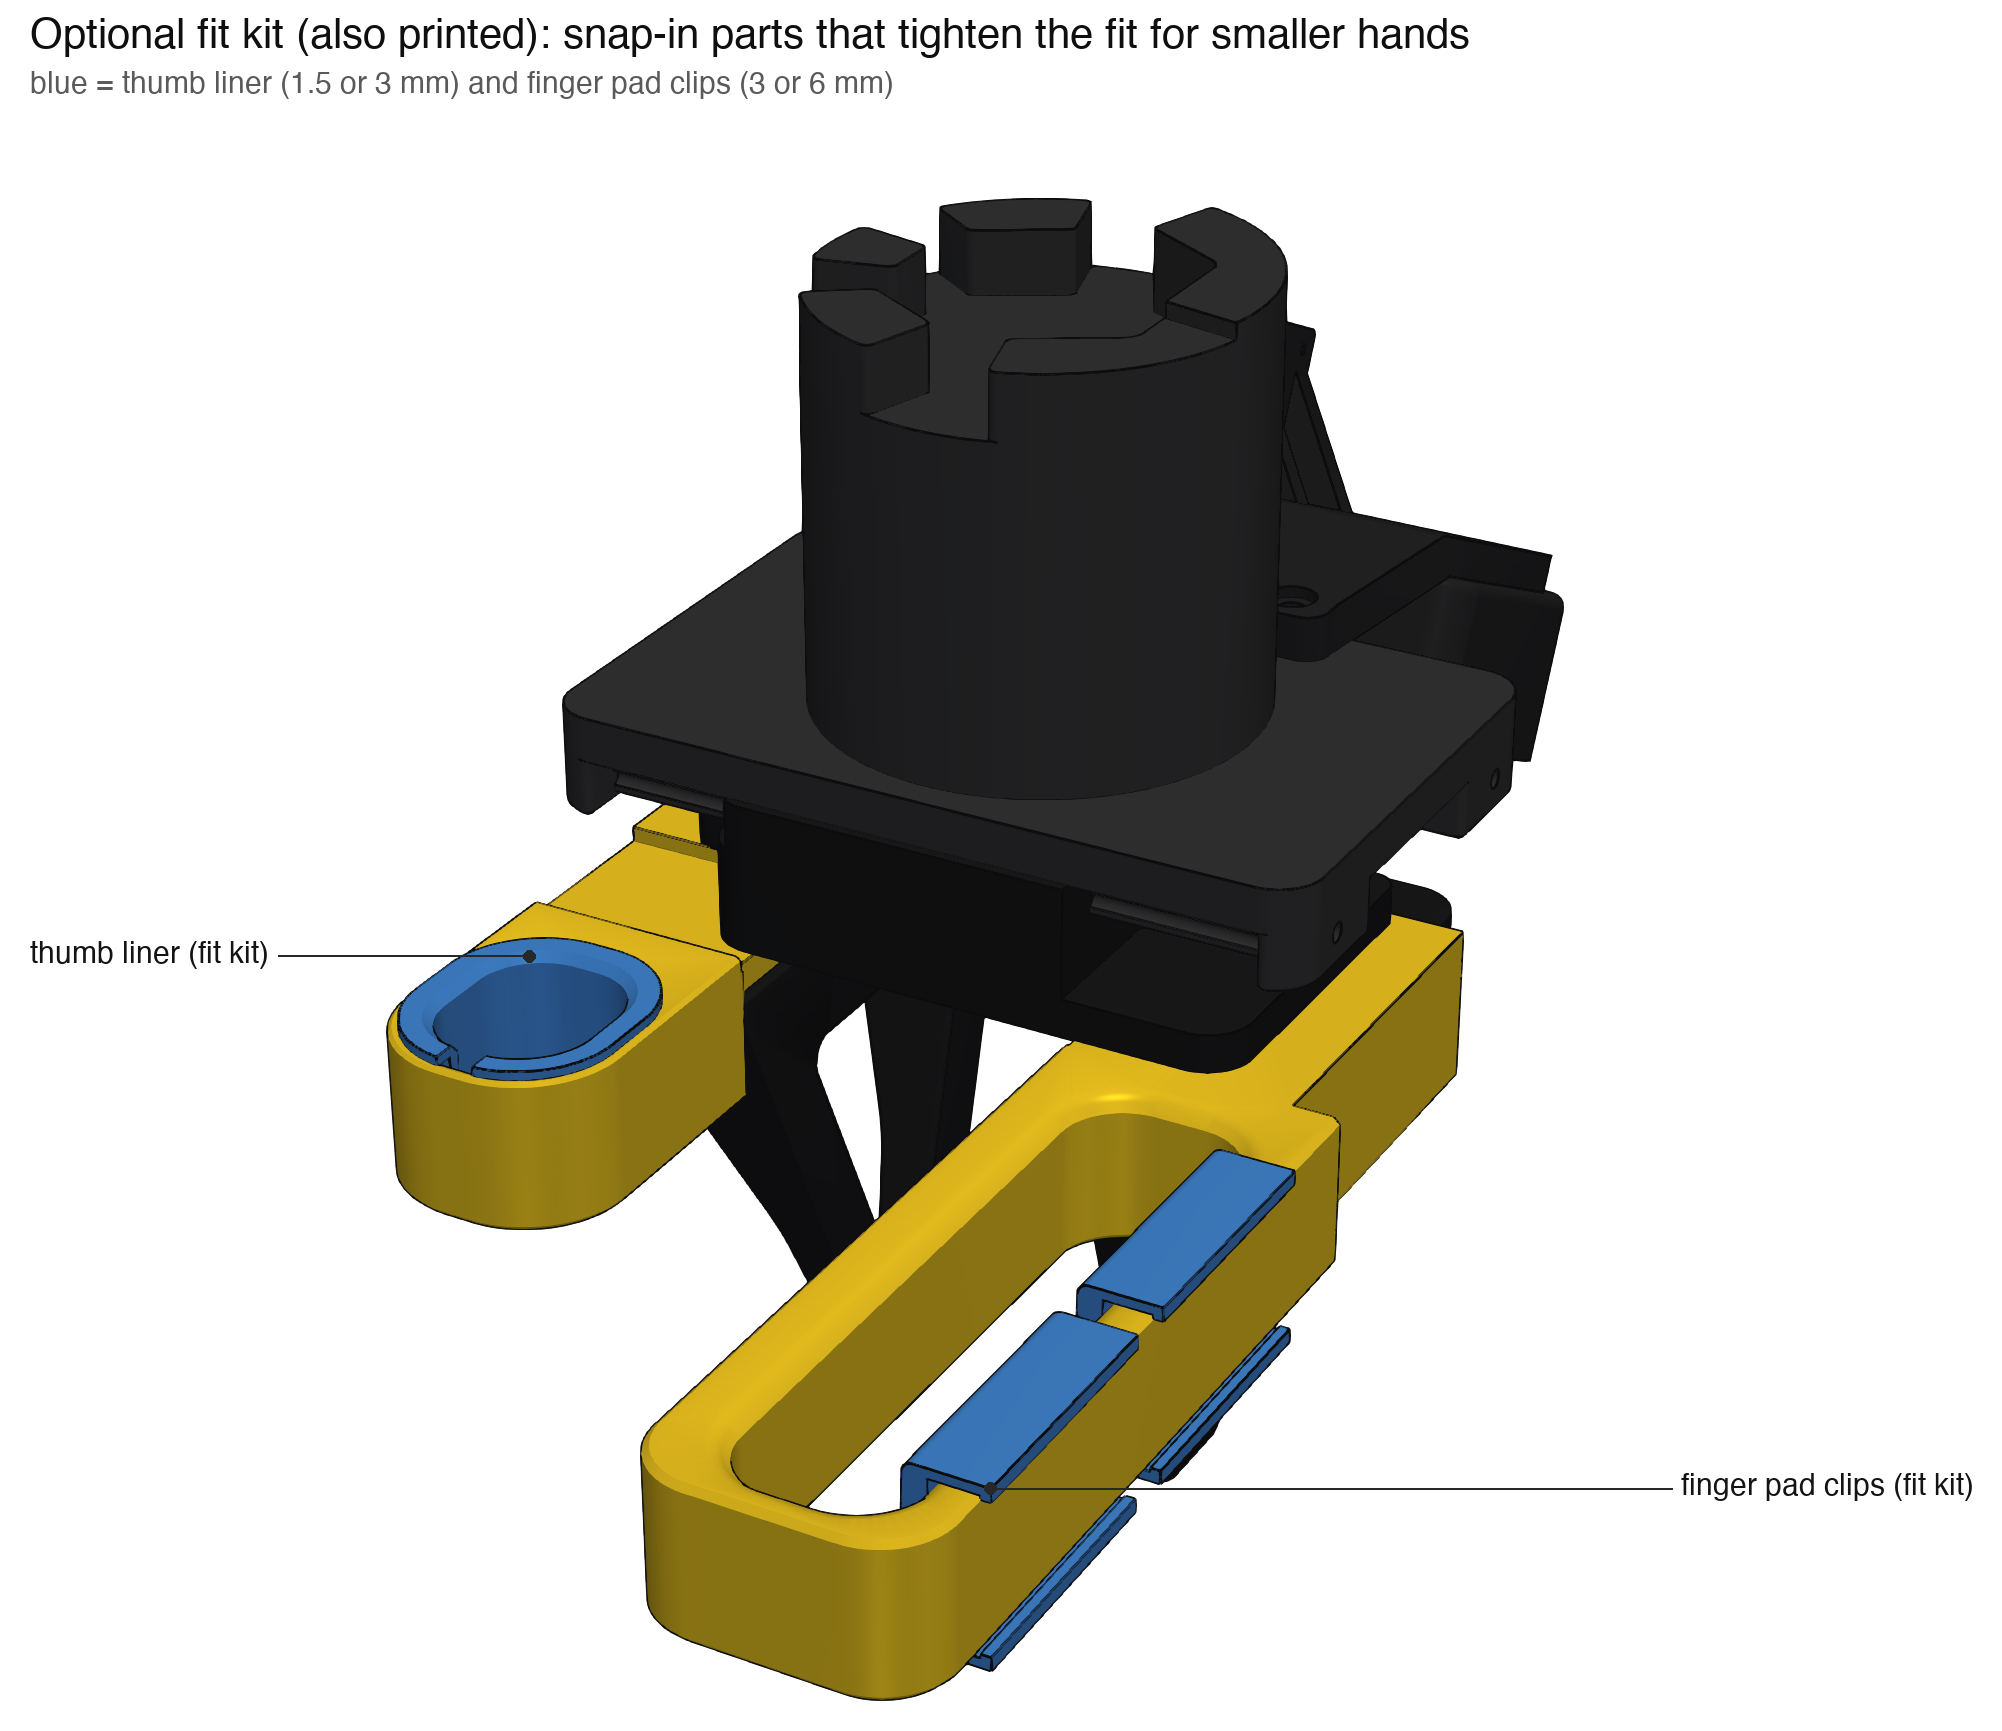 Optional fit kit (also printed): snap-in parts that tighten the fit for smaller hands
blue = thumb liner (1.5 or 3 mm) and finger pad clips (3 or 6 mm)
thumb liner (fit kit)
finger pad clips (fit kit)